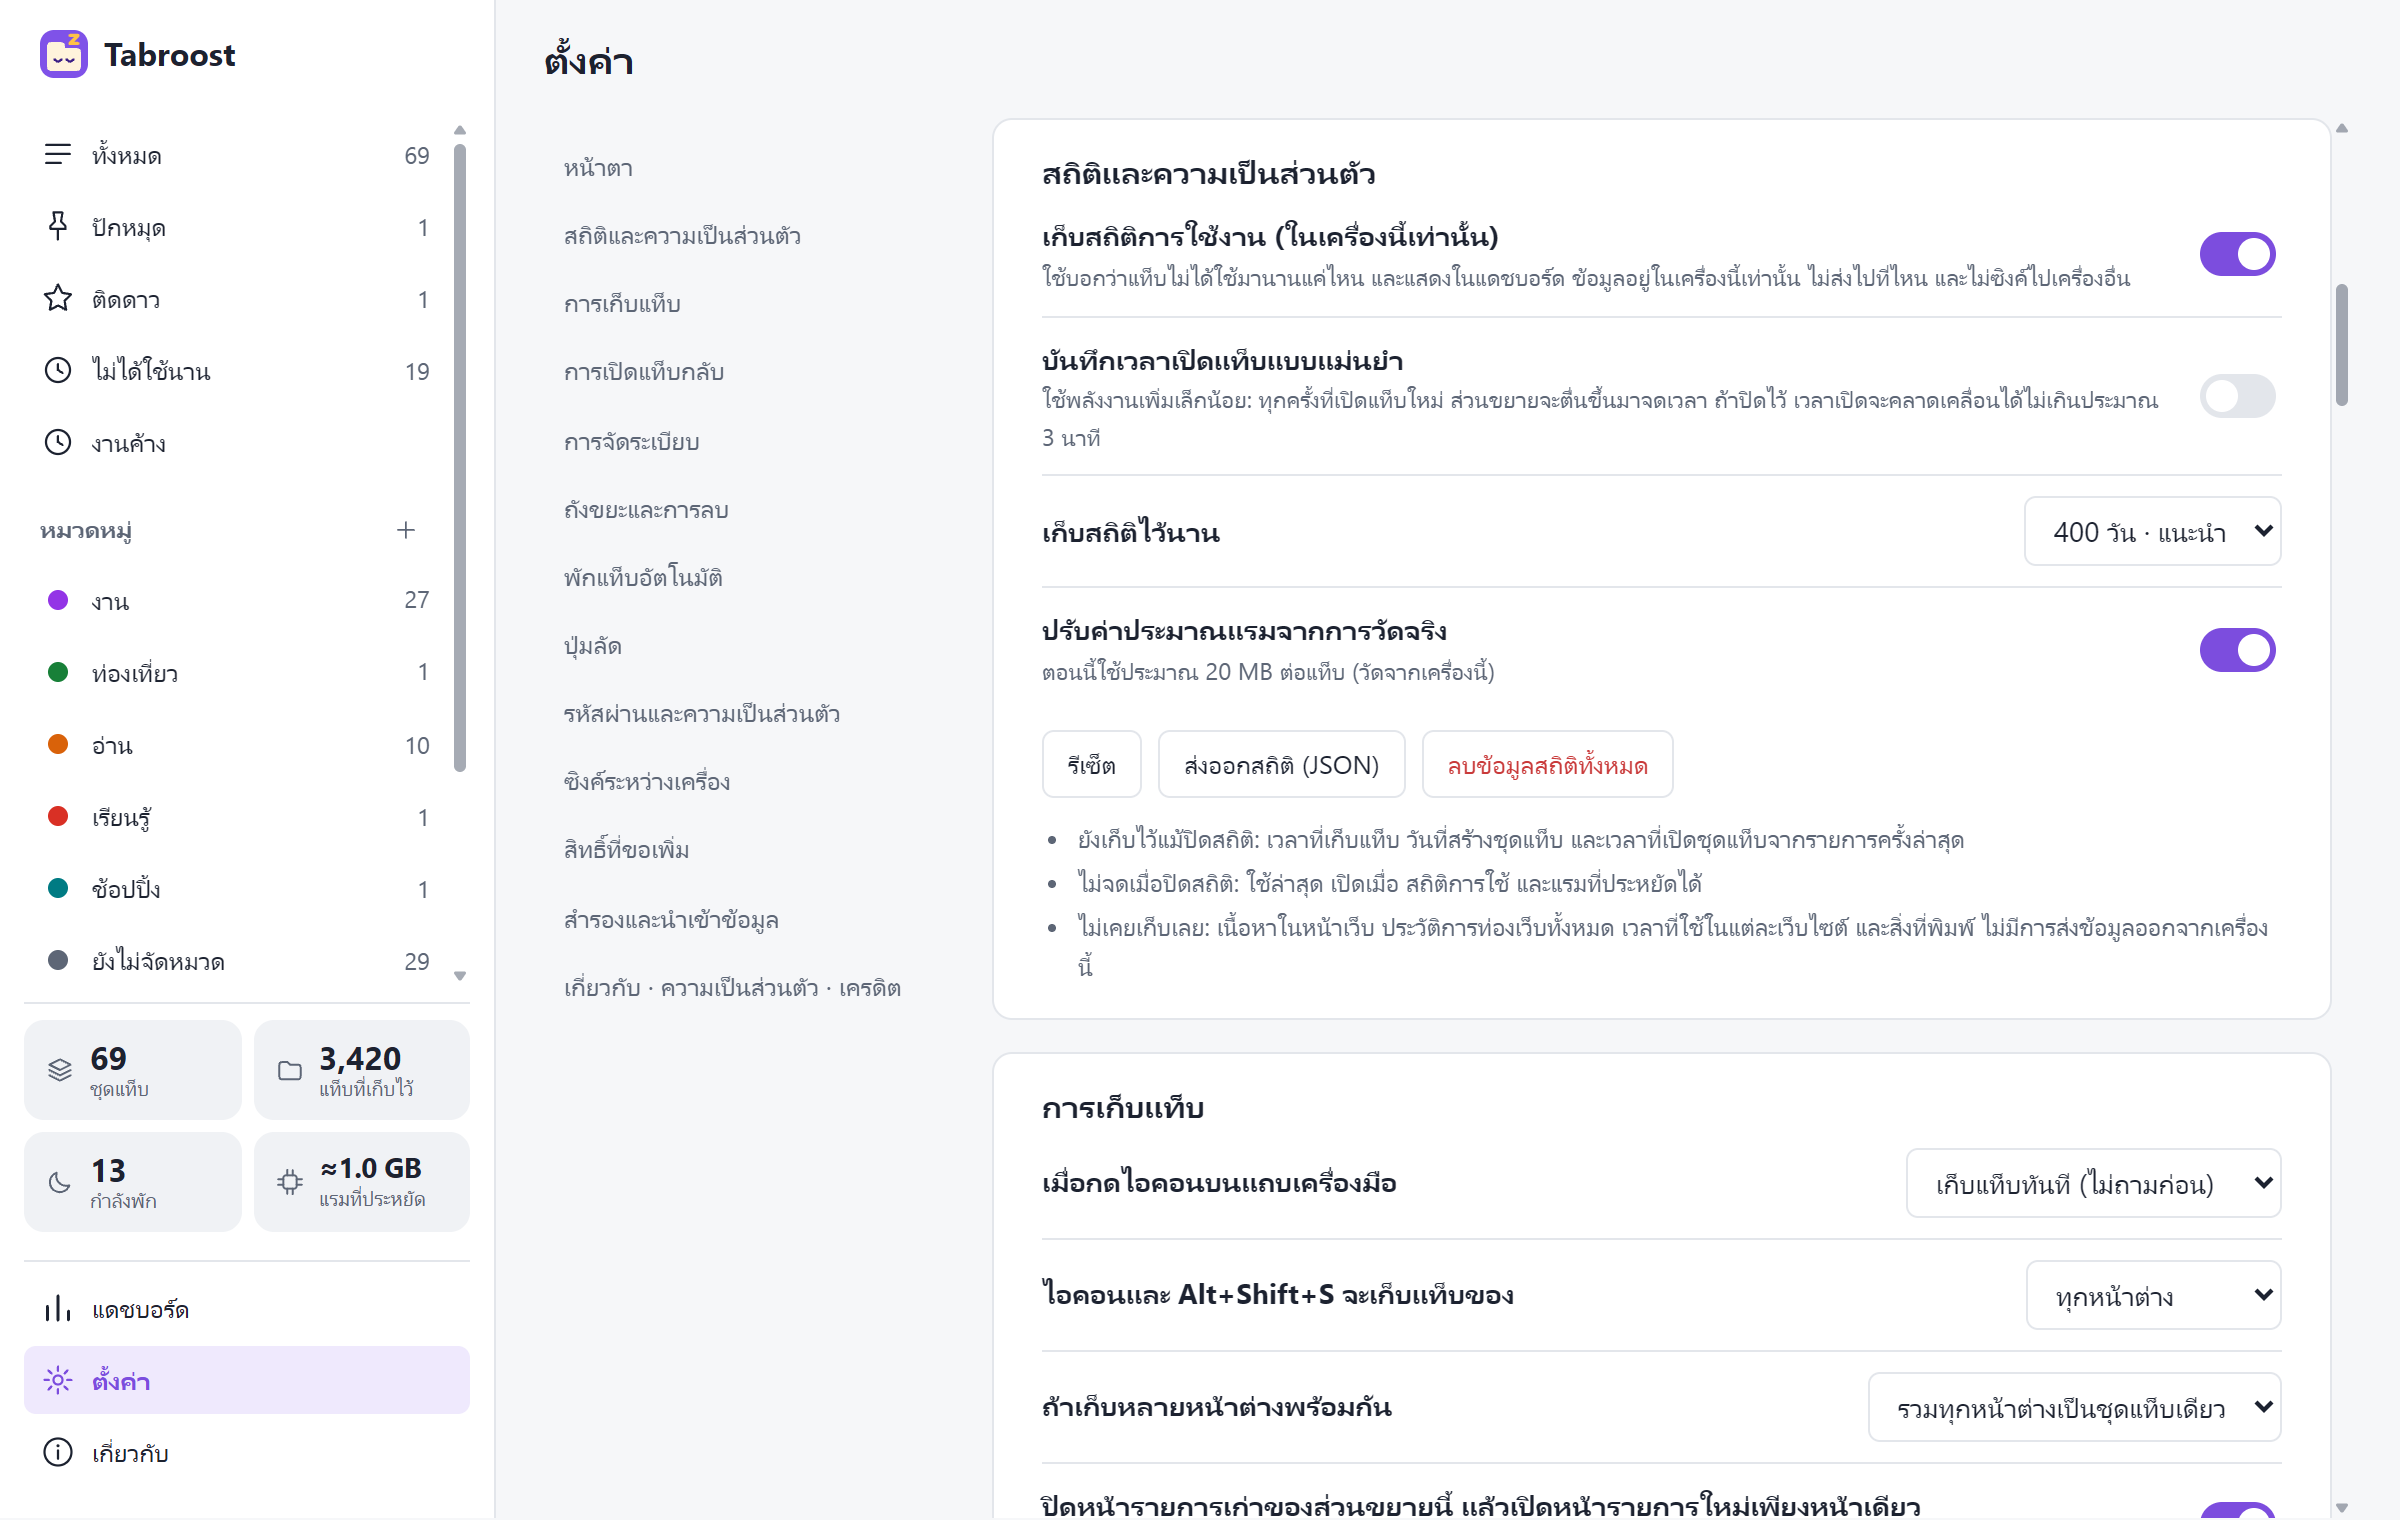 Tabroost
ทั้งหมด 69
ปักหมุด 1
ติดดาว 1
ไม่ได้ใช้นาน 19
งานค้าง
หมวดหมู่ +
งาน 27
ท่องเที่ยว 1
อ่าน 10
เรียนรู้ 1
ช้อปปิ้ง 1
ยังไม่จัดหมวด 29
69
ชุดแท็บ
3,420
แท็บที่เก็บไว้
13
กำลังพัก
≈1.0 GB
แรมที่ประหยัด
แดชบอร์ด
ตั้งค่า
เกี่ยวกับ
ตั้งค่า
หน้าตา
สถิติและความเป็นส่วนตัว
การเก็บแท็บ
การเปิดแท็บกลับ
การจัดระเบียบ
ถังขยะและการลบ
พักแท็บอัตโนมัติ
ปุ่มลัด
รหัสผ่านและความเป็นส่วนตัว
ซิงค์ระหว่างเครื่อง
สิทธิ์ที่ขอเพิ่ม
สำรองและนำเข้าข้อมูล
เกี่ยวกับ · ความเป็นส่วนตัว · เครดิต
สถิติและความเป็นส่วนตัว
เก็บสถิติการใช้งาน (ในเครื่องนี้เท่านั้น)
ใช้บอกว่าแท็บไม่ได้ใช้มานานแค่ไหน และแสดงในแดชบอร์ด ข้อมูลอยู่ในเครื่องนี้เท่านั้น ไม่ส่งไปที่ไหน และไม่ซิงค์ไปเครื่องอื่น
บันทึกเวลาเปิดแท็บแบบแม่นยำ
ใช้พลังงานเพิ่มเล็กน้อย: ทุกครั้งที่เปิดแท็บใหม่ ส่วนขยายจะตื่นขึ้นมาจดเวลา ถ้าปิดไว้ เวลาเปิดจะคลาดเคลื่อนได้ไม่เกินประมาณ
3 นาที
เก็บสถิติไว้นาน
400 วัน · แนะนำ
ปรับค่าประมาณแรมจากการวัดจริง
ตอนนี้ใช้ประมาณ 20 MB ต่อแท็บ (วัดจากเครื่องนี้)
รีเซ็ต
ส่งออกสถิติ (JSON)
ลบข้อมูลสถิติทั้งหมด
• ยังเก็บไว้แม้ปิดสถิติ: เวลาที่เก็บแท็บ วันที่สร้างชุดแท็บ และเวลาที่เปิดชุดแท็บจากรายการครั้งล่าสุด
• ไม่จดเมื่อปิดสถิติ: ใช้ล่าสุด เปิดเมื่อ สถิติการใช้ และแรมที่ประหยัดได้
• ไม่เคยเก็บเลย: เนื้อหาในหน้าเว็บ ประวัติการท่องเว็บทั้งหมด เวลาที่ใช้ในแต่ละเว็บไซต์ และสิ่งที่พิมพ์ ไม่มีการส่งข้อมูลออกจากเครื่อง
นี้
การเก็บแท็บ
เมื่อกดไอคอนบนแถบเครื่องมือ
เก็บแท็บทันที (ไม่ถามก่อน)
ไอคอนและ Alt+Shift+S จะเก็บแท็บของ
ทุกหน้าต่าง
ถ้าเก็บหลายหน้าต่างพร้อมกัน
รวมทุกหน้าต่างเป็นชุดแท็บเดียว
ปิดหน้ารายการเก่าของส่วนขยายนี้ แล้วเปิดหน้ารายการใหม่เพียงหน้าเดียว